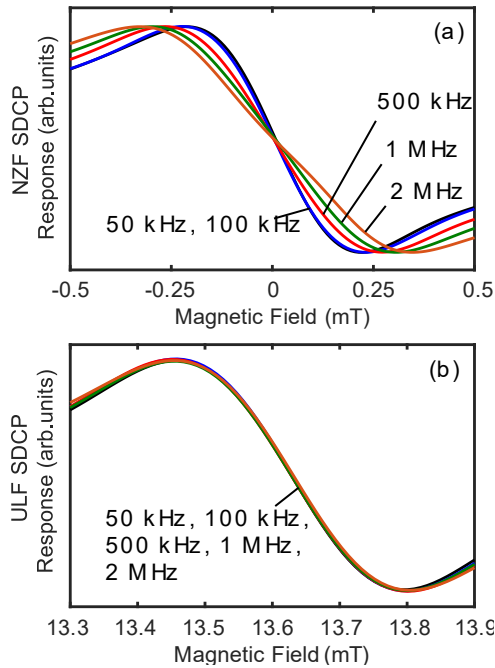 (a)
NZF SDCP
Response (arb.units)
500 kHz
1 MHz
2 MHz
50 kHz, 100 kHz
-0.5 -0.25 0 0.25 0.5
Magnetic Field (mT)
(b)
ULF SDCP
Response (arb.units)
50 kHz, 100 kHz,
500 kHz, 1 MHz,
2 MHz
13.3 13.4 13.5 13.6 13.7 13.8 13.9
Magnetic Field (mT)